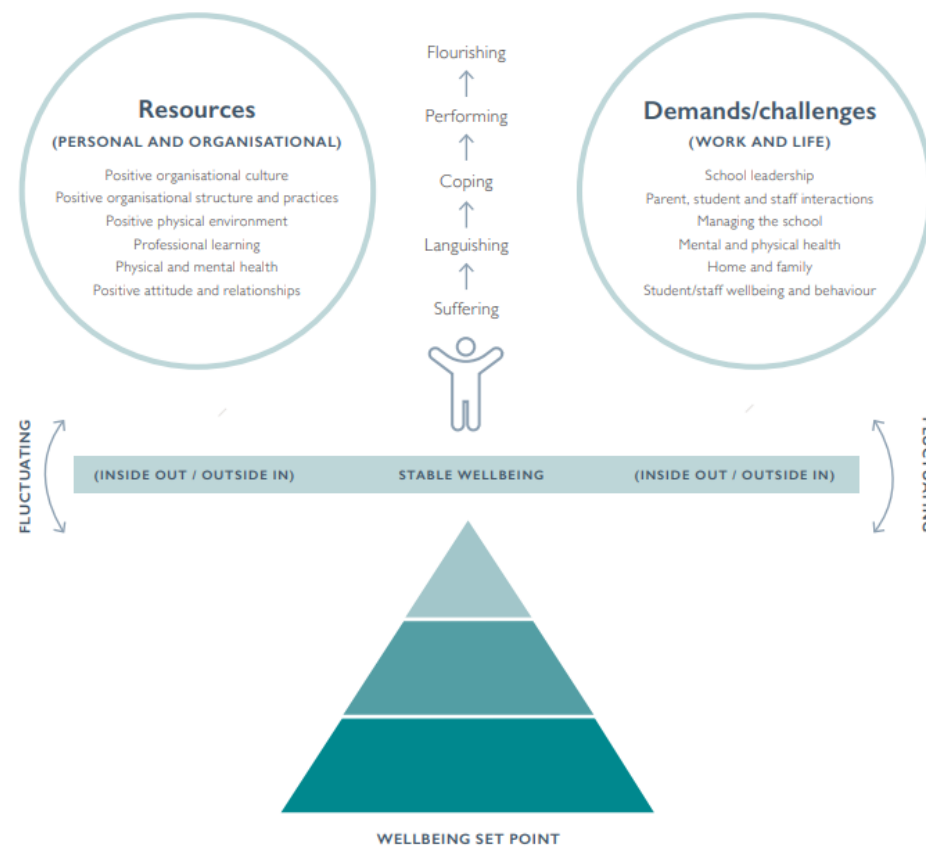 Resources
(PERSONAL AND ORGANISATIONAL)
Positive organisational culture
Positive organisational structure and practices
Positive physical environment
Professional learning
Physical and mental health
Positive attitude and relationships
Flourishing
Performing
Coping
Languishing
Suffering
Demands/challenges
(WORK AND LIFE)
School leadership
Parent, student and staff interactions
Managing the school
Mental and physical health
Home and family
Student/staff wellbeing and behaviour
FLUCTUATING
(INSIDE OUT / OUTSIDE IN)
STABLE WELLBEING
(INSIDE OUT / OUTSIDE IN)
WELLBEING SET POINT